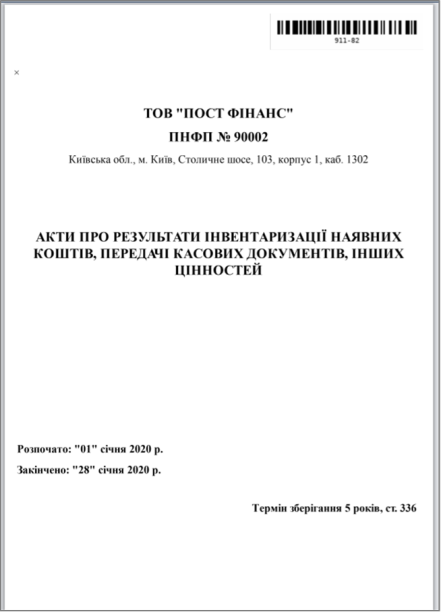 911-82
×
ТОВ "ПОСТ ФІНАНС"
ПНФП № 90002
Київська обл., м. Київ, Столичне шосе, 103, корпус 1, каб. 1302
АКТИ ПРО РЕЗУЛЬТАТИ ІНВЕНТАРИЗАЦІЇ НАЯВНИХ
КОШТІВ, ПЕРЕДАЧІ КАСОВИХ ДОКУМЕНТІВ, ІНШИХ
ЦІННОСТЕЙ
Розпочато: "01" січня 2020 р.
Закінчено: "28" січня 2020 р.
Термін зберігання 5 років, ст. 336